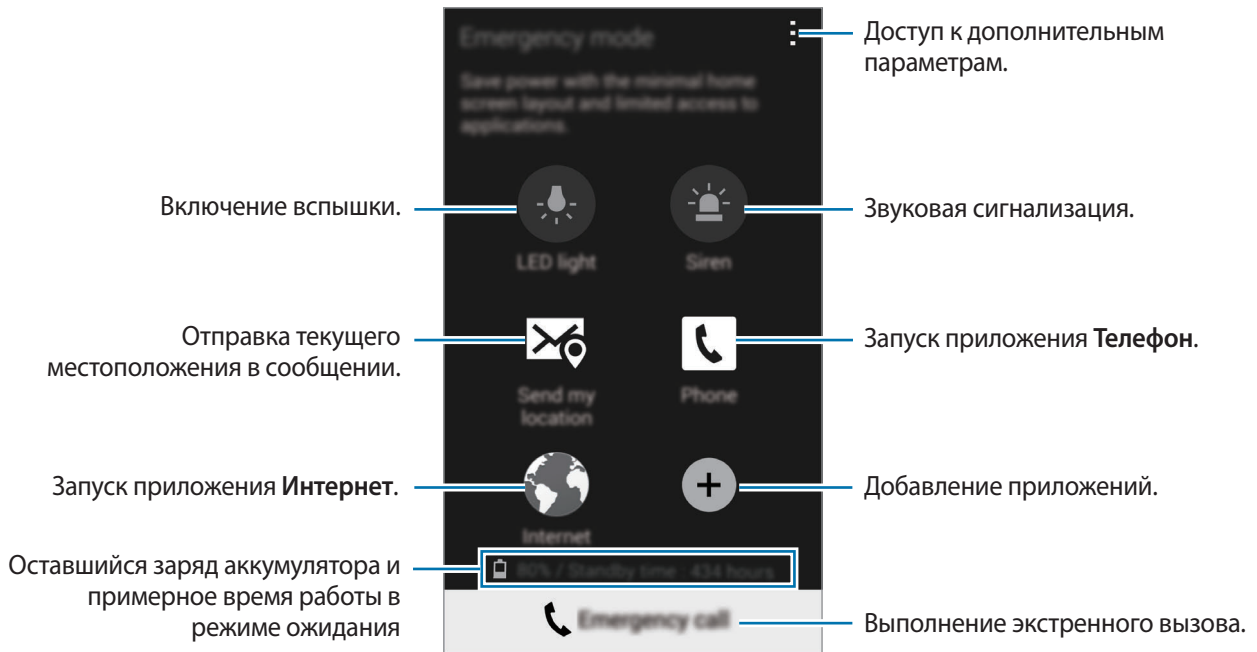 Emergency mode
Доступ к дополнительным
параметрам.
Save power with the minimal home
screen layout and limited access to
applications.
Включение вспышки.
Звуковая сигнализация.
LED light
Siren
Отправка текущего
местоположения в сообщении.
Запуск приложения Телефон.
Send my
location
Phone
Запуск приложения Интернет.
Добавление приложений.
Internet
Оставшийся заряд аккумулятора и
примерное время работы в
режиме ожидания
80% / Standby time : 434 hours
Emergency call
Выполнение экстренного вызова.